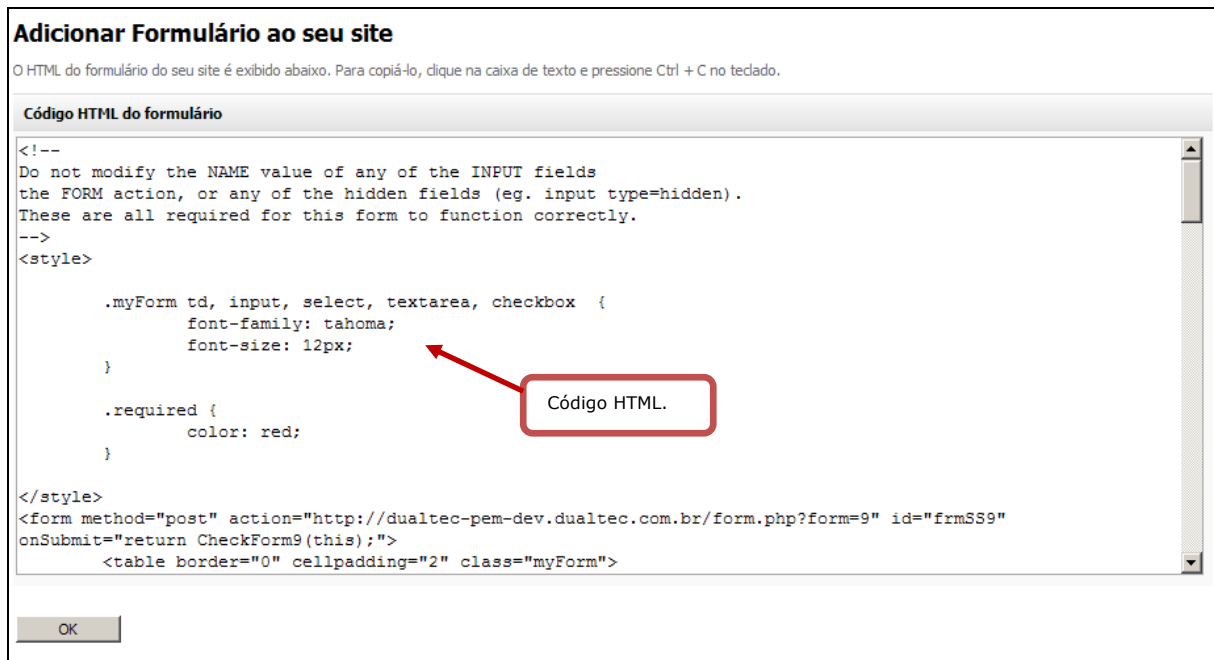 Adicionar Formulário ao seu site
O HTML do formulário do seu site é exibido abaixo. Para copiá-lo, clique na caixa de texto e pressione Ctrl + C no teclado.
Código HTML do formulário
<!--
Do not modify the NAME value of any of the INPUT fields
the FORM action, or any of the hidden fields (eg. input type=hidden).
These are all required for this form to function correctly.
-->
<style>
.myForm td, input, select, textarea, checkbox  {
font-family: tahoma;
font-size: 12px;
}
Código HTML.
.required {
color: red;
}
</style>
<form method="post" action="http://dualtec-pem-dev.dualtec.com.br/form.php?form=9" id="frmSS9"
onSubmit="return CheckForm9(this);">
<table border="0" cellpadding="2" class="myForm">
OK